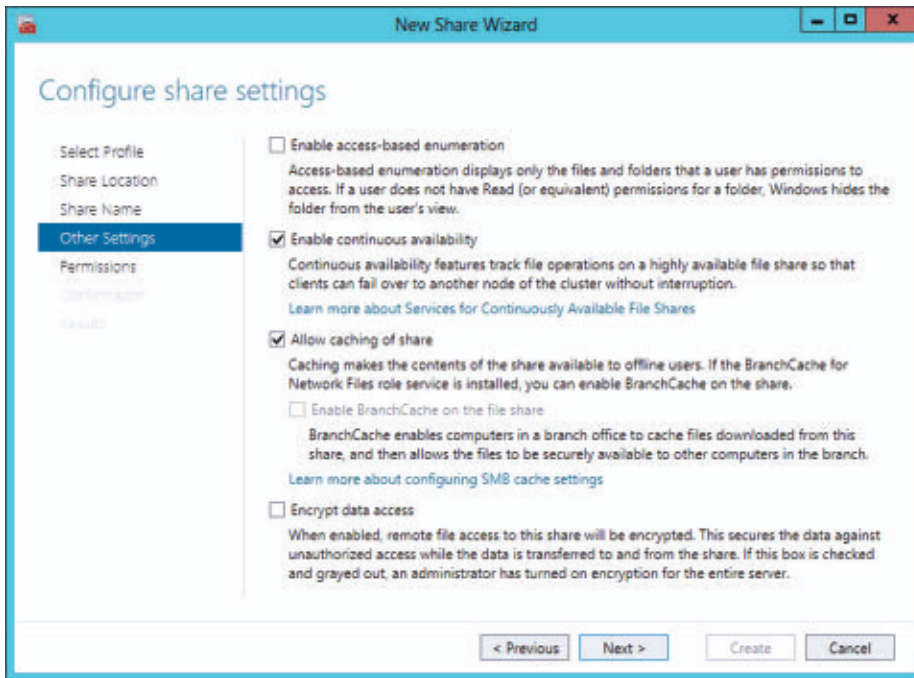 New Share Wizard
Configure share settings
Select Profile
Share Location
Share Name
Other Settings
Permissions
Confirmation
Results
Enable access-based enumeration
Access-based enumeration displays only the files and folders that a user has permissions to
access. If a user does not have Read (or equivalent) permissions for a folder, Windows hides the
folder from the user's view.
Enable continuous availability
Continuous availability features track file operations on a highly available file share so that
clients can fail over to another node of the cluster without interruption.
Learn more about Services for Continuously Available File Shares
Allow caching of share
Caching makes the contents of the share available to offline users. If the BranchCache for
Network Files role service is installed, you can enable BranchCache on the share.
Enable BranchCache on the file share
BranchCache enables computers in a branch office to cache files downloaded from this
share, and then allows the files to be securely available to other computers in the branch.
Learn more about configuring SMB cache settings
Encrypt data access
When enabled, remote file access to this share will be encrypted. This secures the data against
unauthorized access while the data is transferred to and from the share. If this box is checked
and grayed out, an administrator has turned on encryption for the entire server.
< Previous
Next >
Create
Cancel